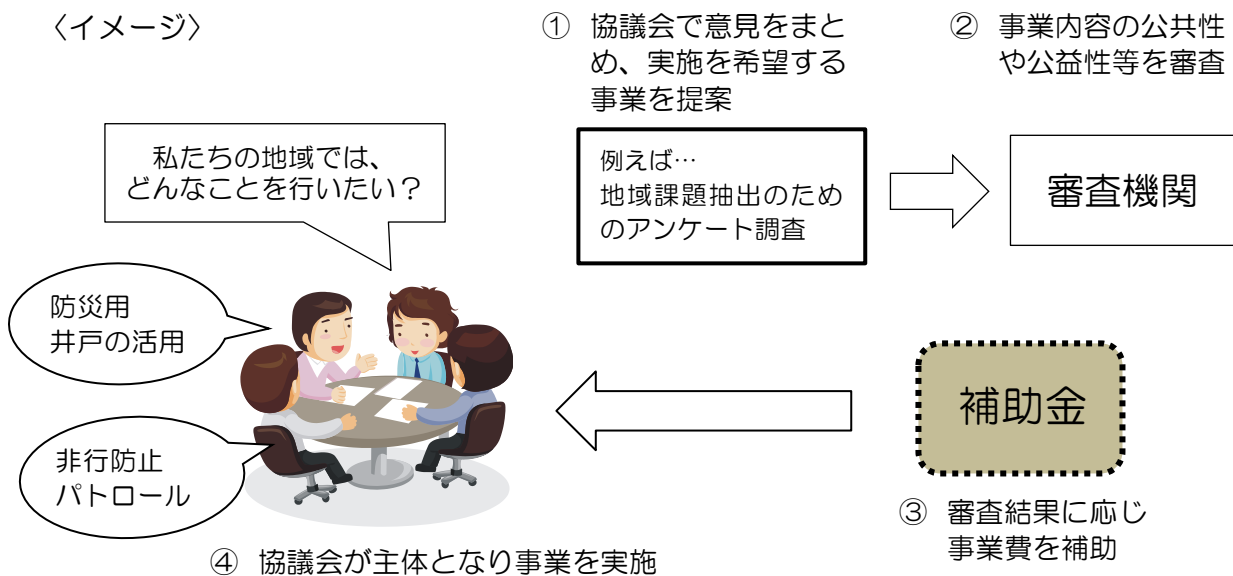 〈イメージ〉
① 協議会で意見をまと
め、実施を希望する
事業を提案
② 事業内容の公共性
や公益性等を審査
私たちの地域では、
どんなことを行いたい？
例えば…
地域課題抽出のため
のアンケート調査
審査機関
防災用
井戸の活用
非行防止
パトロール
補助金
③ 審査結果に応じ
事業費を補助
④ 協議会が主体となり事業を実施